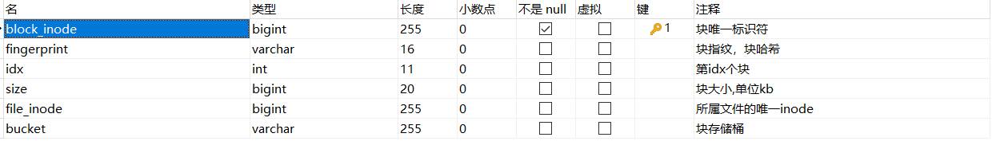 名 类型 长度 小数点 不是 null 虚拟 键 注释
block_inode bigint 255 0 1 块唯一标识符
fingerprint varchar 16 0 块指纹，块哈希
idx int 11 0 第idx个块
size bigint 20 0 块大小,单位kb
file_inode bigint 255 0 所属文件的唯一inode
bucket varchar 255 0 块存储桶